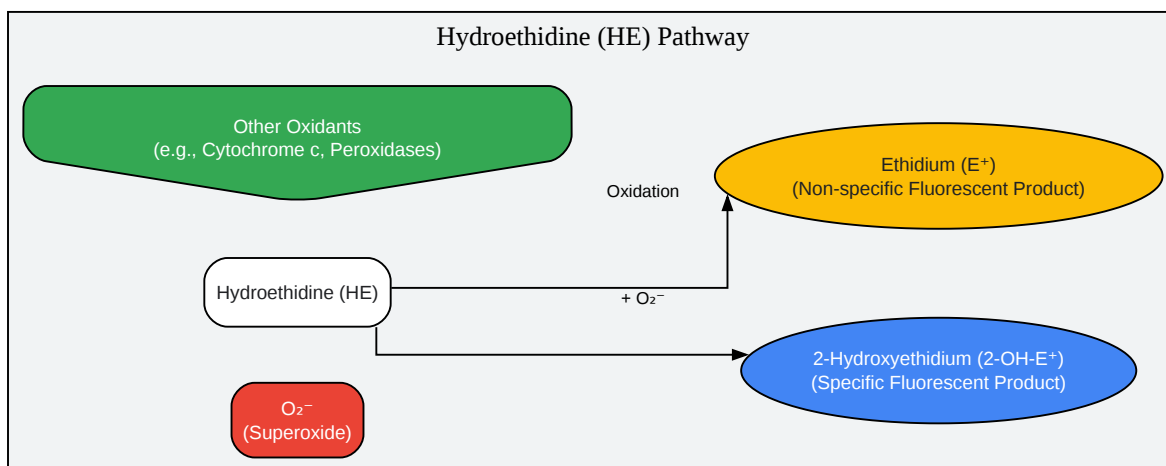 Hydroethidine (HE) Pathway
Other Oxidants
(e.g., Cytochrome c, Peroxidases)
Ethidium (E⁺)
(Non-specific Fluorescent Product)
Oxidation
Hydroethidine (HE)
+ O₂⁻
2-Hydroxyethidium (2-OH-E⁺)
(Specific Fluorescent Product)
O₂⁻
(Superoxide)